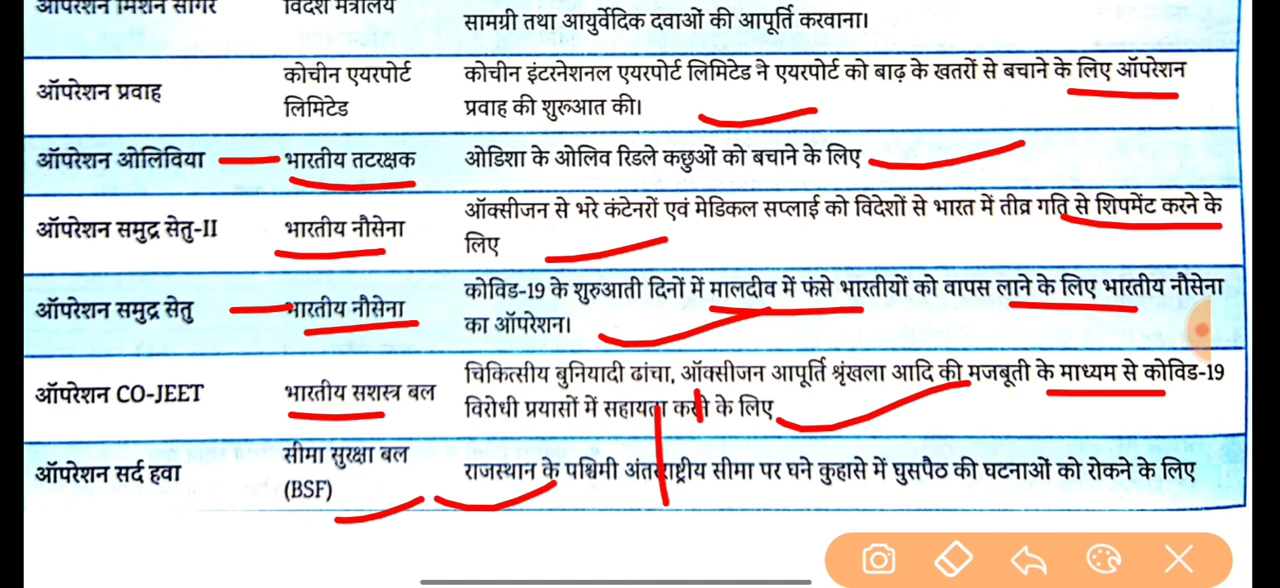 ऑपरेशन मिशन सागर
विदेश मंत्रालय
सामग्री तथा आयुर्वेदिक दवाओं की आपूर्ति करवाना।
ऑपरेशन प्रवाह
कोचीन एयरपोर्ट
लिमिटेड
कोचीन इंटरनेशनल एयरपोर्ट लिमिटेड ने एयरपोर्ट को बाढ़ के खतरों से बचाने के लिए ऑपरेशन
प्रवाह की शुरूआत की।
ऑपरेशन ओलिविया
भारतीय तटरक्षक
ओडिशा के ओलिव रिडले कछुओं को बचाने के लिए
ऑपरेशन समुद्र सेतु-II
भारतीय नौसेना
ऑक्सीजन से भरे कंटेनरों एवं मेडिकल सप्लाई को विदेशों से भारत में तीव्र गति से शिपमेंट करने के
लिए
ऑपरेशन समुद्र सेतु
भारतीय नौसेना
कोविड-19 के शुरुआती दिनों में मालदीव में फंसे भारतीयों को वापस लाने के लिए भारतीय नौसेना
का ऑपरेशन।
ऑपरेशन CO-JEET
भारतीय सशस्त्र बल
चिकित्सीय बुनियादी ढांचा, ऑक्सीजन आपूर्ति श्रृंखला आदि की मजबूती के माध्यम से कोविड-19
विरोधी प्रयासों में सहायता करने के लिए
ऑपरेशन सर्द हवा
सीमा सुरक्षा बल
(BSF)
राजस्थान के पश्चिमी अंतरराष्ट्रीय सीमा पर घने कुहासे में घुसपैठ की घटनाओं को रोकने के लिए